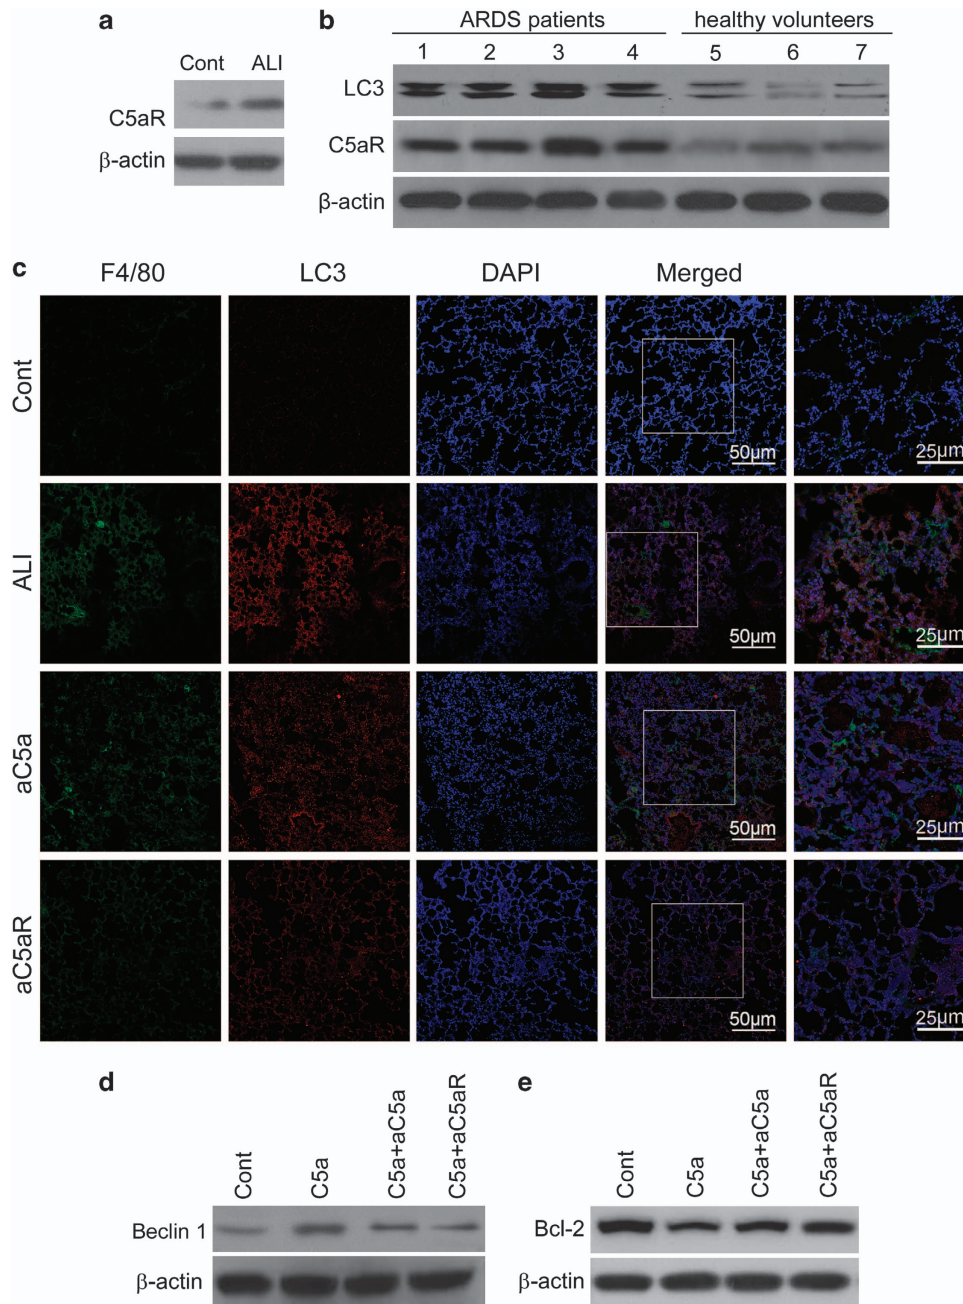 a
Cont ALI
C5aR
β-actin
b
ARDS patients healthy volunteers
1 2 3 4 5 6 7
LC3
C5aR
β-actin
c
F4/80 LC3 DAPI Merged
Cont
50µm 25µm
ALI
50µm 25µm
aC5a
50µm 25µm
aC5aR
50µm 25µm
d
Cont C5a C5a+aC5a C5a+aC5aR
Beclin 1
β-actin
e
Cont C5a C5a+aC5a C5a+aC5aR
Bcl-2
β-actin